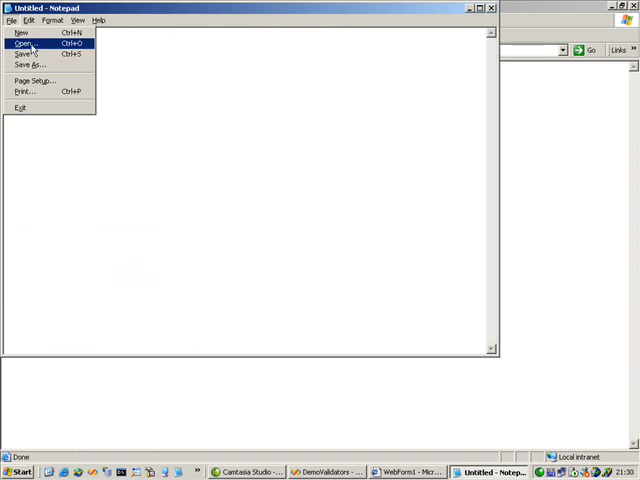 Untitled - Notepad
File Edit Format View Help
New Ctrl+N
Open... Ctrl+O
Save Ctrl+S
Save As...
Page Setup...
Print... Ctrl+P
Exit
Go Links »
Done Local intranet
Start » Camtasia Studio -... DemoValidators - ... WebForm1 - Micr... Untitled - Notep... 21:30